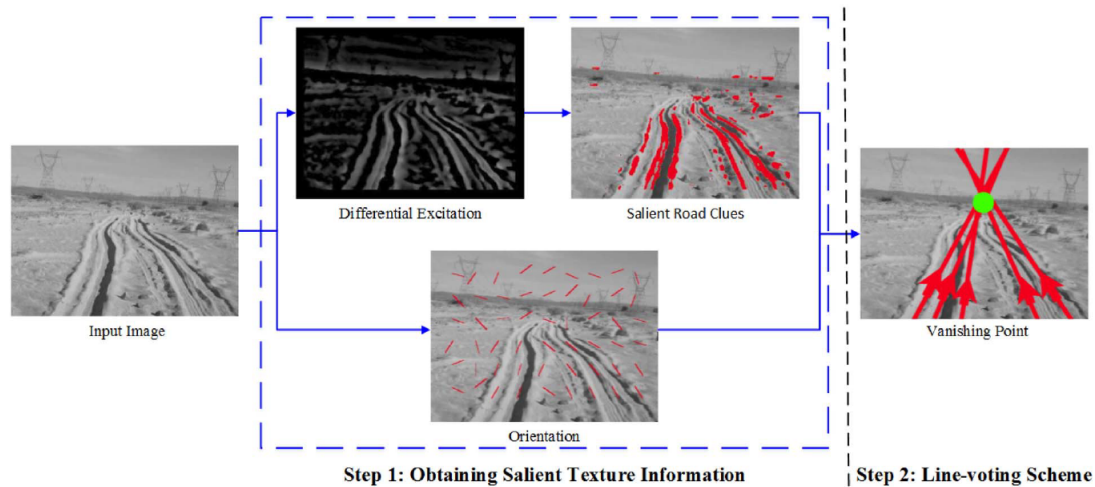 Differential Excitation
Salient Road Clues
Input Image
Vanishing Point
Orientation
Step 1: Obtaining Salient Texture Information
Step 2: Line-voting Scheme